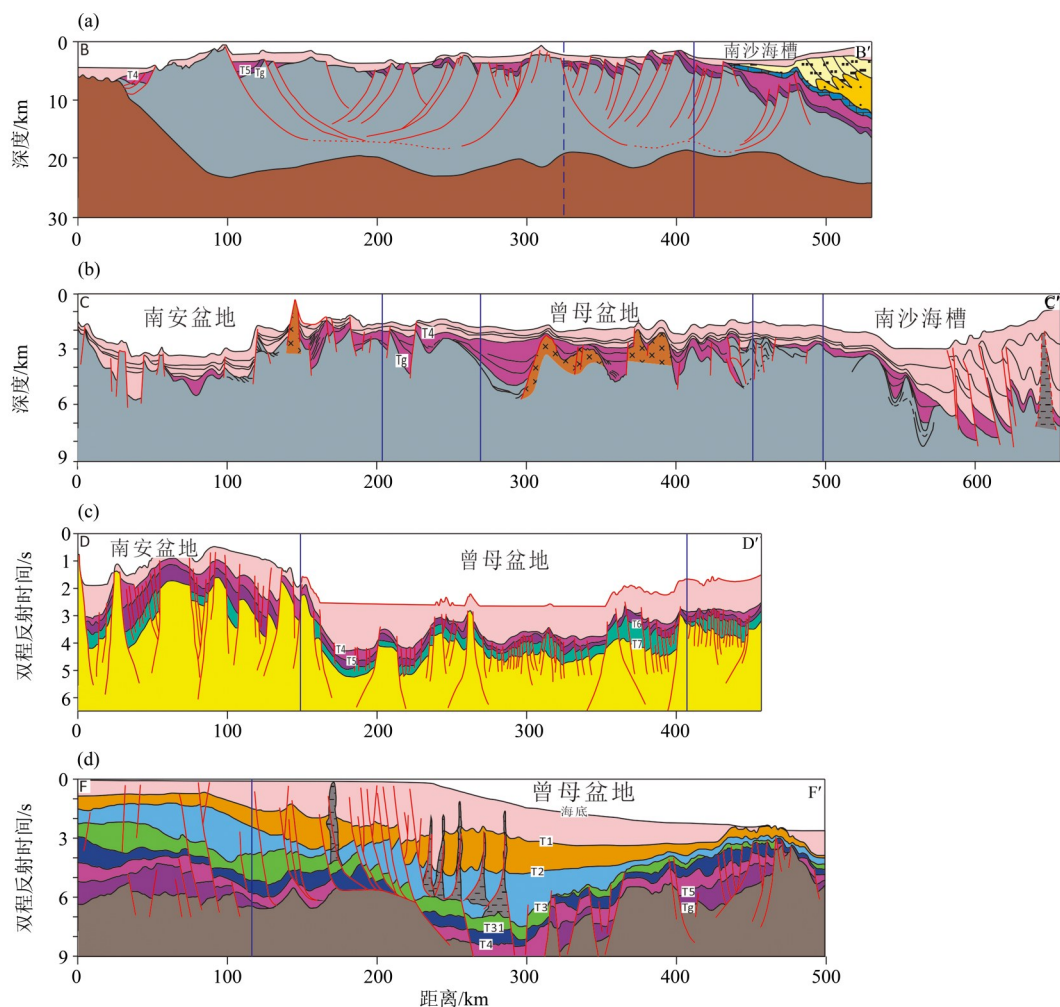 (a)
0
B
T4
T5
Tg
南沙海槽
B′
10
20
30
深度/km
0
100
200
300
400
500
(b)
0
C
南安盆地
曾母盆地
南沙海槽
C′
T4
Tg
3
6
9
深度/km
0
100
200
300
400
500
600
(c)
0
D
南安盆地
曾母盆地
D′
1
2
3
4
5
6
T4
T5
T6
T7
双程反射时间/s
0
100
200
300
400
(d)
0
F
曾母盆地
海底
F′
T1
T2
T3
T31
T4
T5
Tg
3
6
9
双程反射时间/s
0
100
200
300
400
500
距离/km